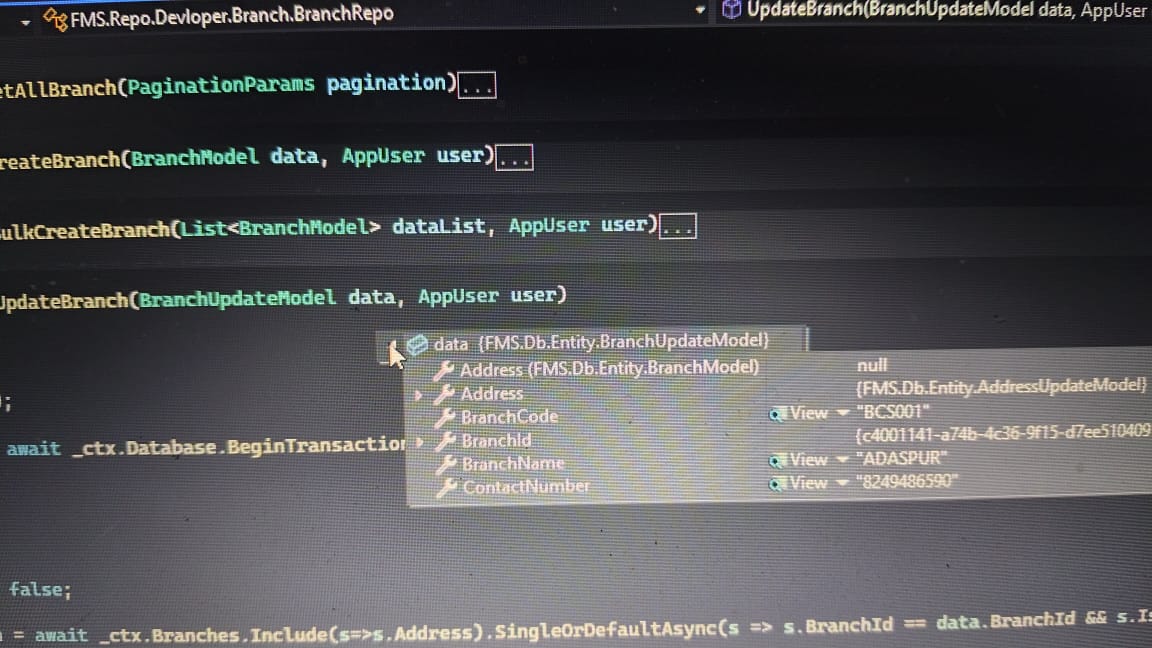 FMS.Repo.Devloper.Branch.BranchRepo
UpdateBranch(BranchUpdateModel data, AppUser
etAllBranch(PaginationParams pagination)...
reateBranch(BranchModel data, AppUser user)...
ulkCreateBranch(List<BranchModel> dataList, AppUser user)...
UpdateBranch(BranchUpdateModel data, AppUser user)
data {FMS.Db.Entity.BranchUpdateModel}
Address (FMS.Db.Entity.BranchModel) null
Address {FMS.Db.Entity.AddressUpdateModel}
);
BranchCode View "BCS001"
await _ctx.Database.BeginTransaction
BranchId {c4001141-a74b-4c36-9f15-d7ee510409
BranchName View "ADASPUR"
ContactNumber View "8249486590"
false;
= await _ctx.Branches.Include(s=>s.Address).SingleOrDefaultAsync(s => s.BranchId == data.BranchId && s.Is